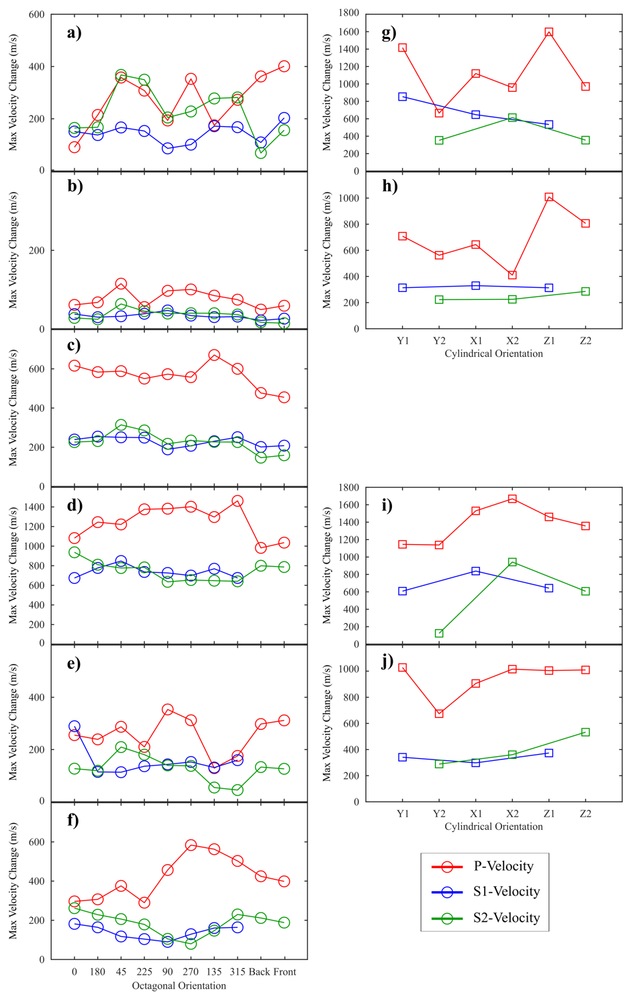 a)
Max Velocity Change (m/s)
600
400
200
0
b)
Max Velocity Change (m/s)
200
0
c)
Max Velocity Change (m/s)
600
400
200
0
d)
Max Velocity Change (m/s)
1400
1200
1000
800
600
400
200
0
e)
Max Velocity Change (m/s)
400
200
0
f)
Max Velocity Change (m/s)
600
400
200
0
0 180 45 225 90 270 135 315 Back Front
Octagonal Orientation
g)
Max Velocity Change (m/s)
1800
1600
1400
1200
1000
800
600
400
200
0
h)
Max Velocity Change (m/s)
1000
800
600
400
200
0
Y1 Y2 X1 X2 Z1 Z2
Cylindrical Orientation
i)
Max Velocity Change (m/s)
1800
1600
1400
1200
1000
800
600
400
200
0
j)
Max Velocity Change (m/s)
1000
800
600
400
200
0
Y1 Y2 X1 X2 Z1 Z2
Cylindrical Orientation
P-Velocity
S1-Velocity
S2-Velocity